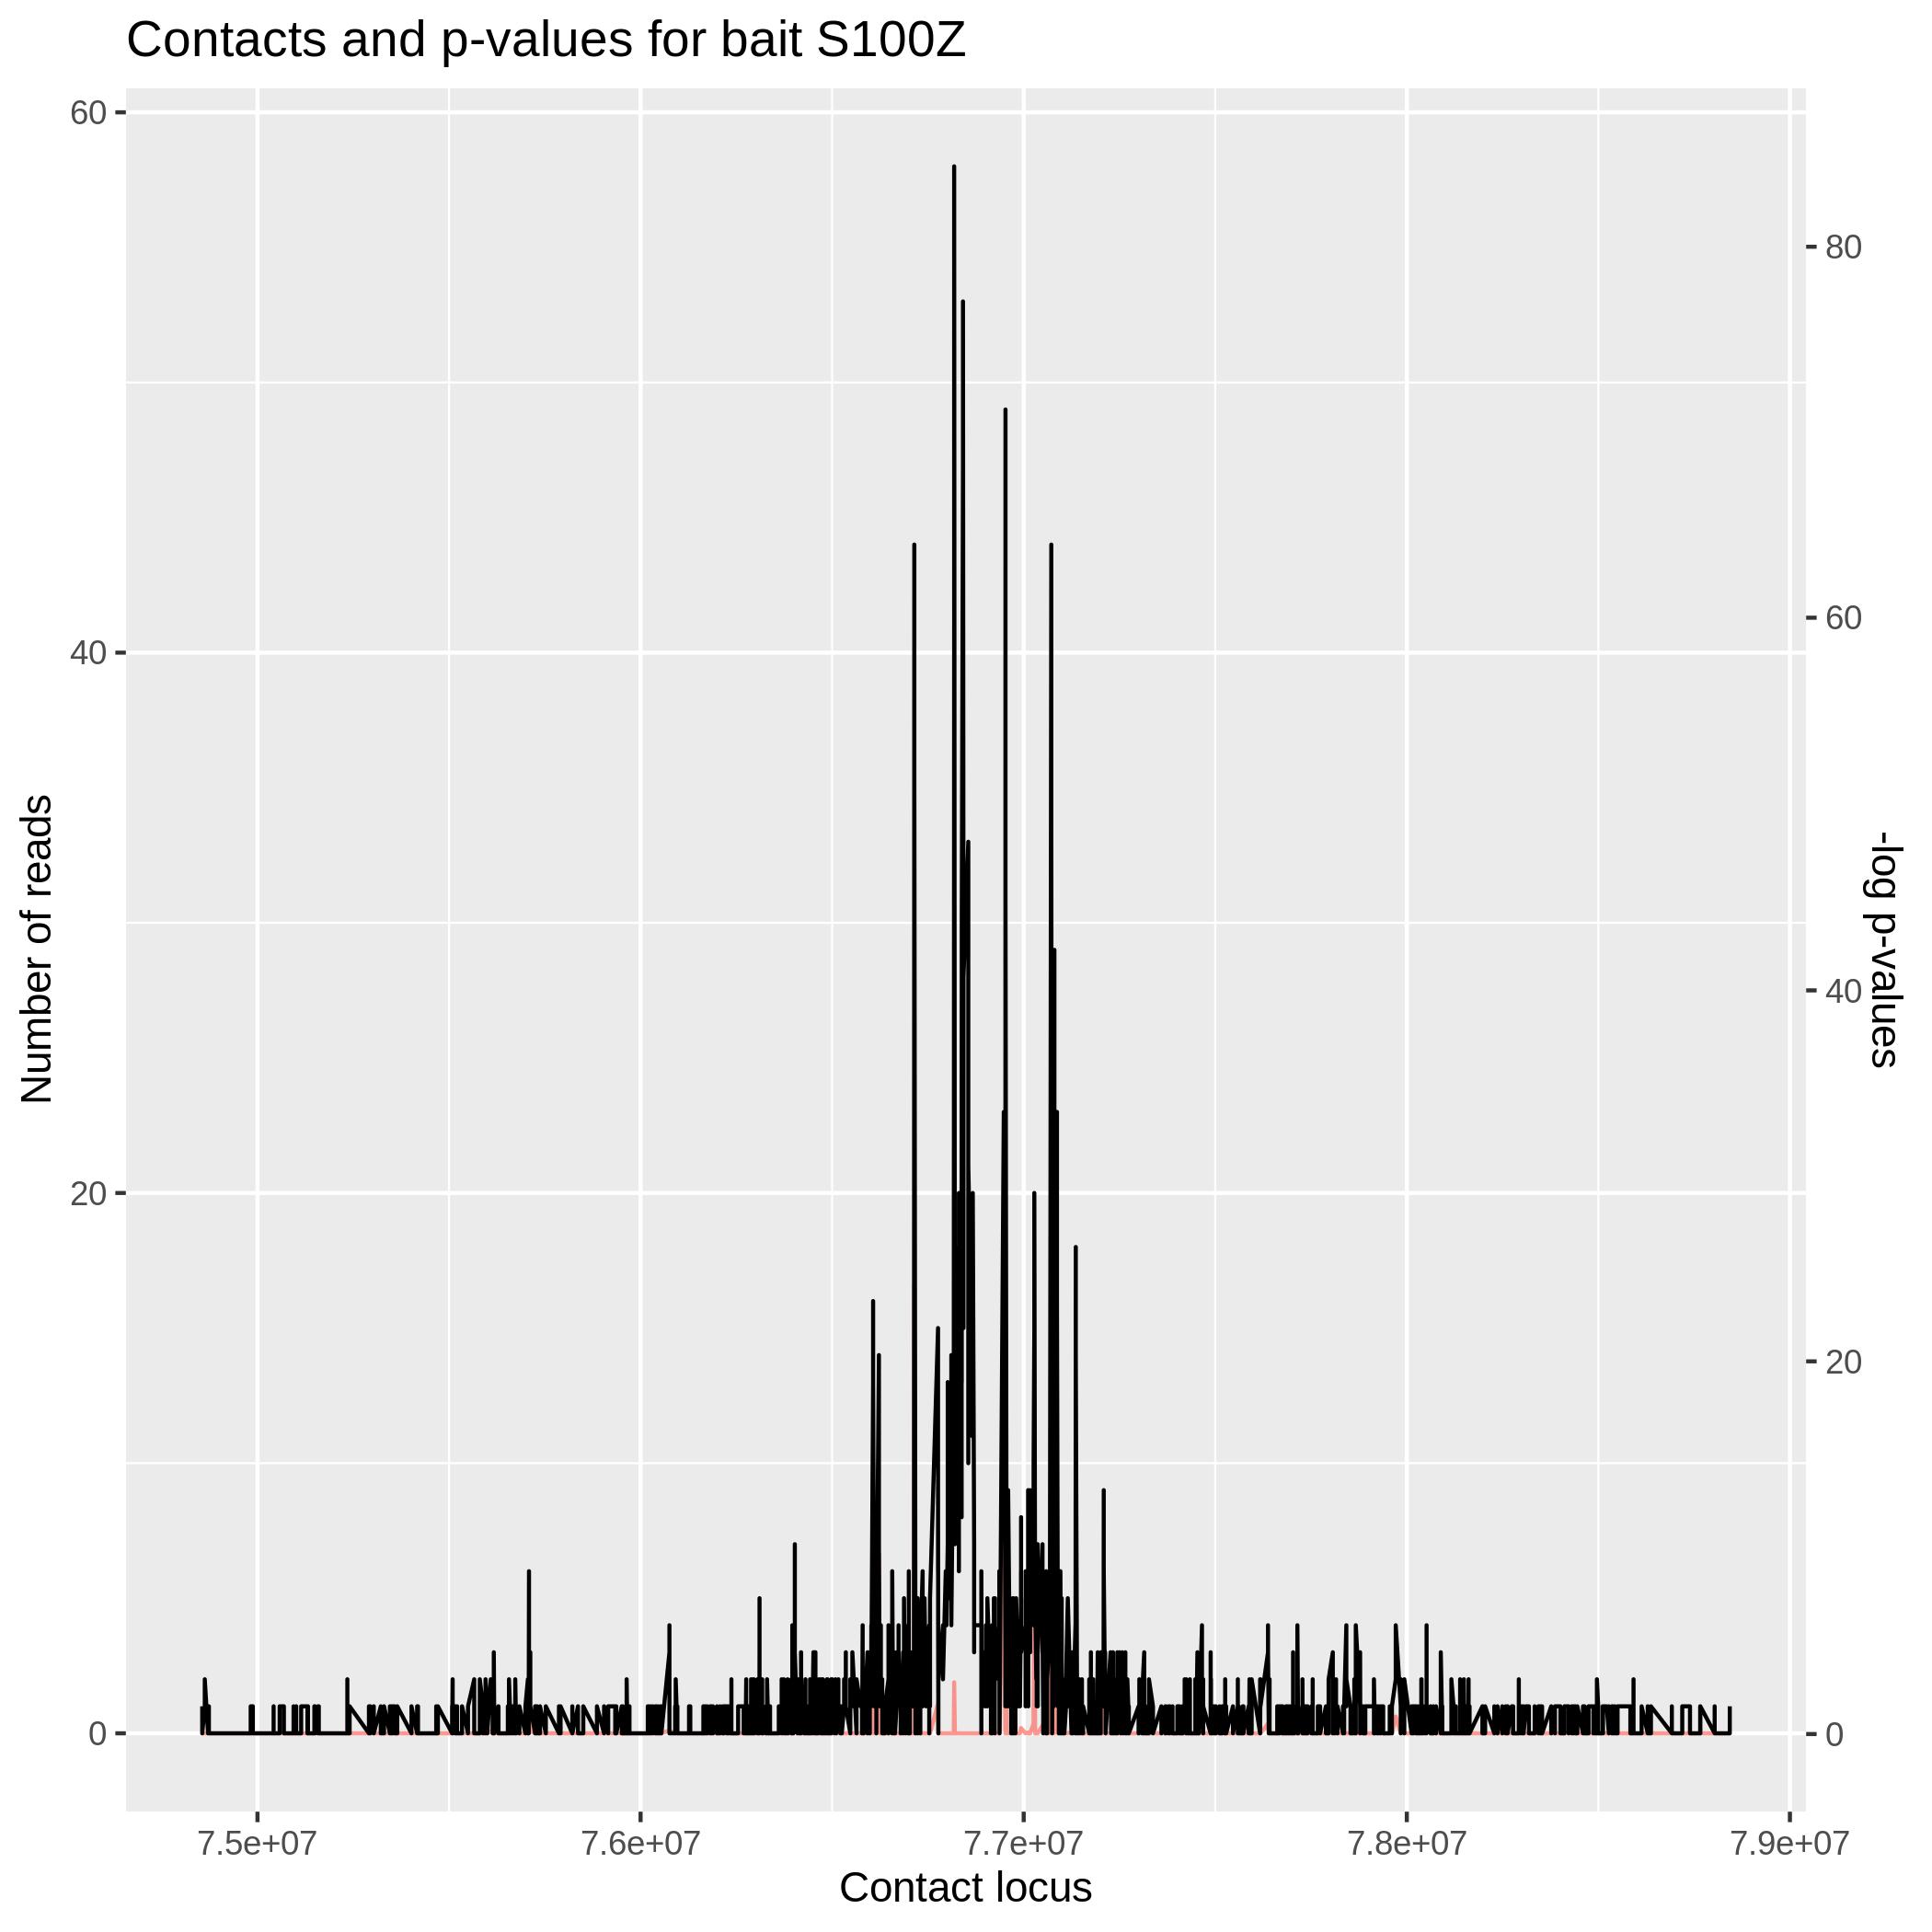 Contacts and p-values for bait S100Z
Number of reads
60
40
20
0
80
60
40
20
0
-log p-values
7.5e+07
7.6e+07
7.7e+07
7.8e+07
7.9e+07
Contact locus